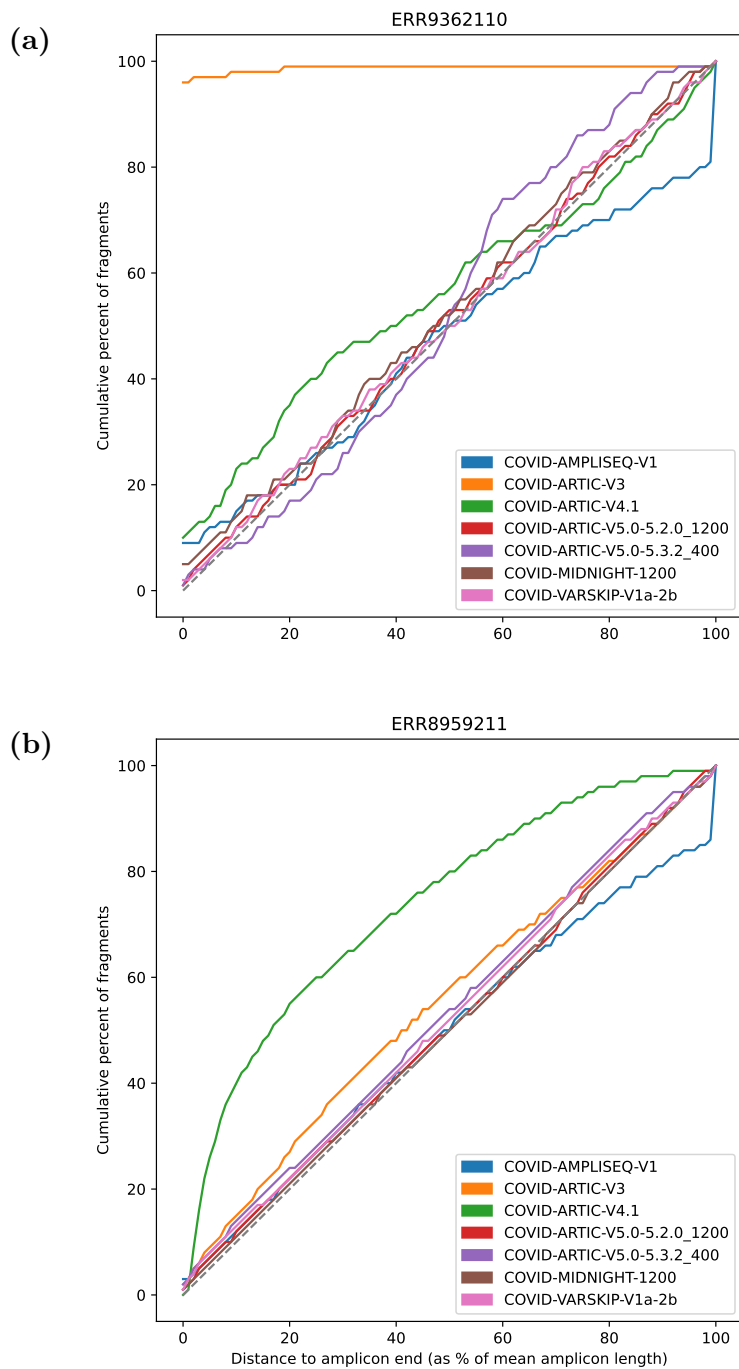 (a)
ERR9362110
Cumulative percent of fragments
100
80
60
40
20
0
COVID-AMPLISEQ-V1
COVID-ARTIC-V3
COVID-ARTIC-V4.1
COVID-ARTIC-V5.0-5.2.0_1200
COVID-ARTIC-V5.0-5.3.2_400
COVID-MIDNIGHT-1200
COVID-VARSKIP-V1a-2b
0 20 40 60 80 100
(b)
ERR8959211
Cumulative percent of fragments
100
80
60
40
20
0
COVID-AMPLISEQ-V1
COVID-ARTIC-V3
COVID-ARTIC-V4.1
COVID-ARTIC-V5.0-5.2.0_1200
COVID-ARTIC-V5.0-5.3.2_400
COVID-MIDNIGHT-1200
COVID-VARSKIP-V1a-2b
0 20 40 60 80 100
Distance to amplicon end (as % of mean amplicon length)